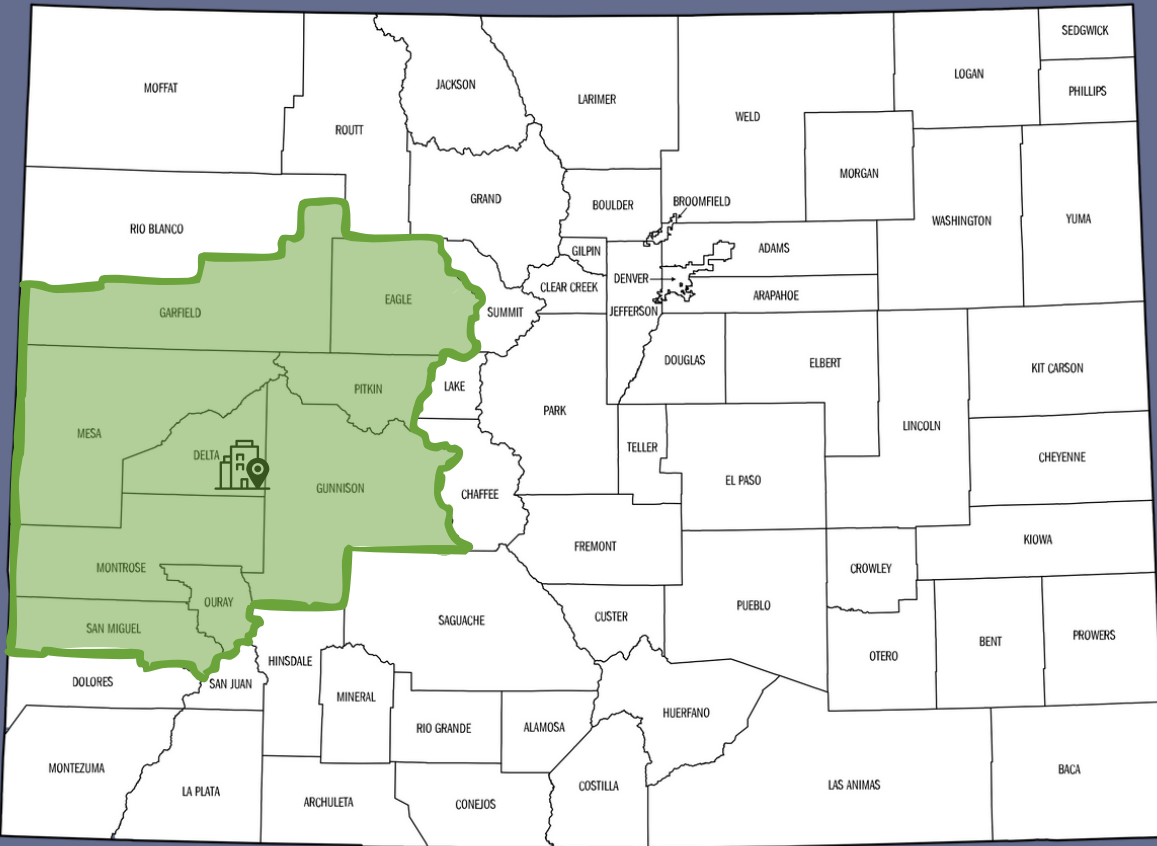 SEDGWICK
LOGAN
JACKSON
MOFFAT
PHILLIPS
LARIMER
WELD
ROUTT
MORGAN
GRAND
BROOMFIELD
BOULDER
YUMA
WASHINGTON
RIO BLANCO
ADAMS
GILPIN
DENVER
CLEAR CREEK
ARAPAHOE
EAGLE
GARFIELD
SUMMIT
JEFFERSON
DOUGLAS
ELBERT
KIT CARSON
LAKE
PITKIN
PARK
LINCOLN
MESA
TELLER
DELTA
CHEYENNE
EL PASO
GUNNISON
CHAFFEE
KIOWA
FREMONT
MONTROSE
CROWLEY
OURAY
PUEBLO
CUSTER
SAGUACHE
SAN MIGUEL
PROWERS
BENT
OTERO
HINSDALE
DOLORES
SAN JUAN
MINERAL
HUERFANO
RIO GRANDE
ALAMOSA
MONTEZUMA
BACA
COSTILLA
LAS ANIMAS
LA PLATA
ARCHULETA
CONEJOS